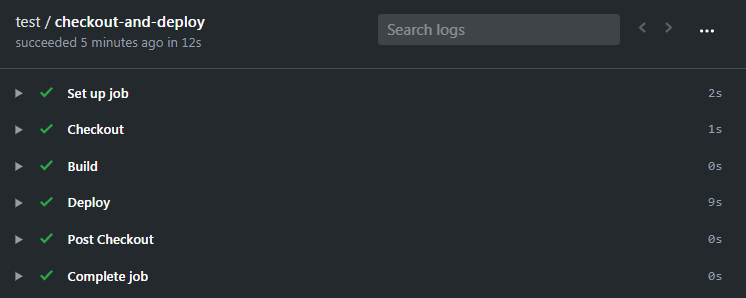 test / checkout-and-deploy
succeeded 5 minutes ago in 12s
Search logs
Set up job 2s
Checkout 1s
Build 0s
Deploy 9s
Post Checkout 0s
Complete job 0s